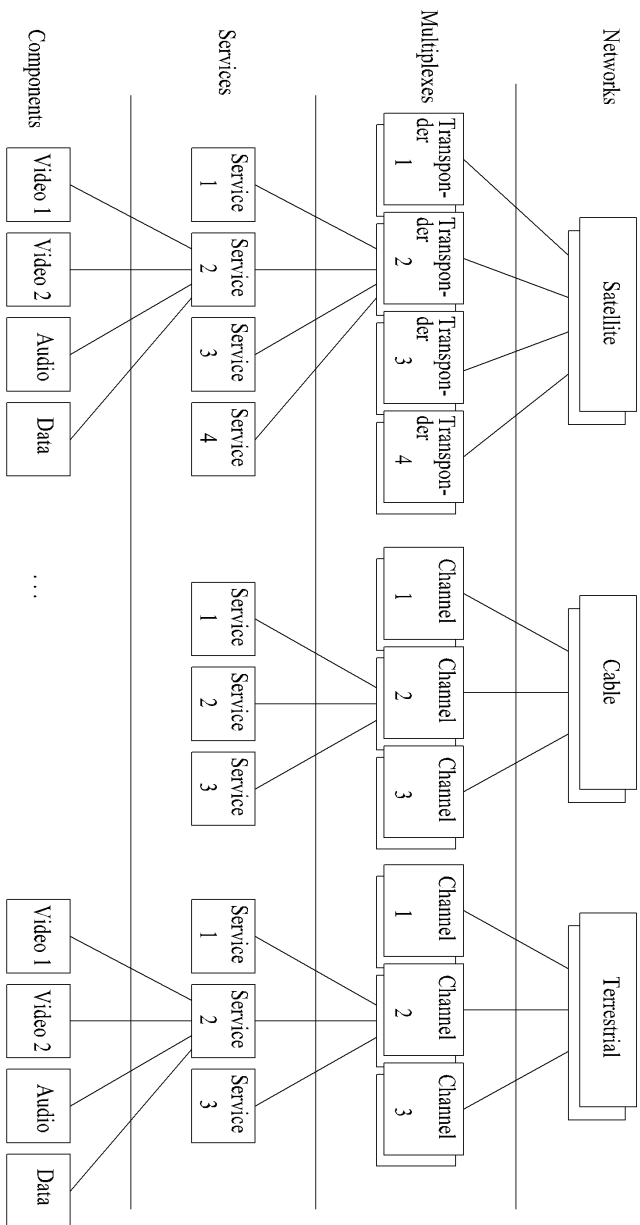 Networks
Satellite
Cable
Terrestrial
Multiplexes
Transpon-
der
1
Transpon-
der
2
Transpon-
der
3
Transpon-
der
4
Channel
1
Channel
2
Channel
3
Channel
1
Channel
2
Channel
3
Services
Service
1
Service
2
Service
3
Service
4
Service
1
Service
2
Service
3
Service
1
Service
2
Service
3
Components
Video 1
Video 2
Audio
Data
. . . .
Video 1
Video 2
Audio
Data